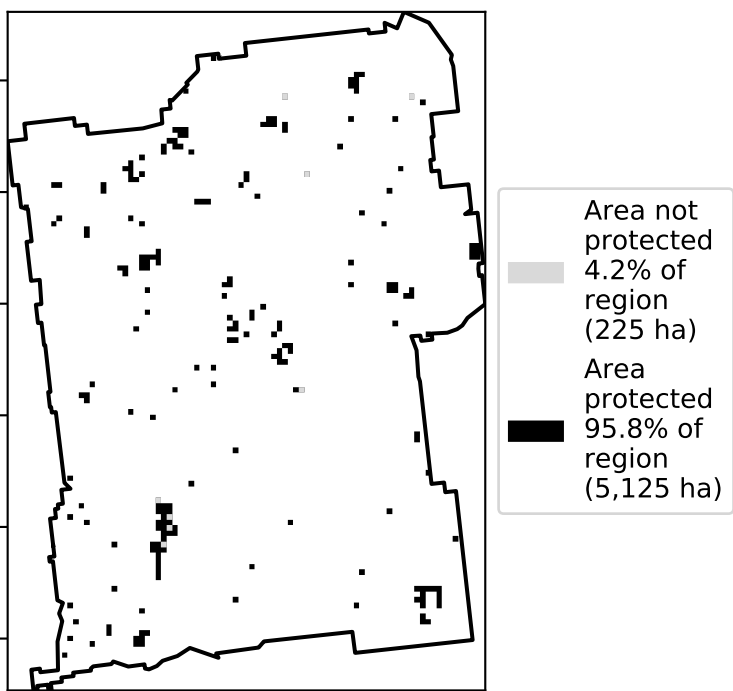 Area not
protected
4.2% of
region
(225 ha)
Area
protected
95.8% of
region
(5,125 ha)